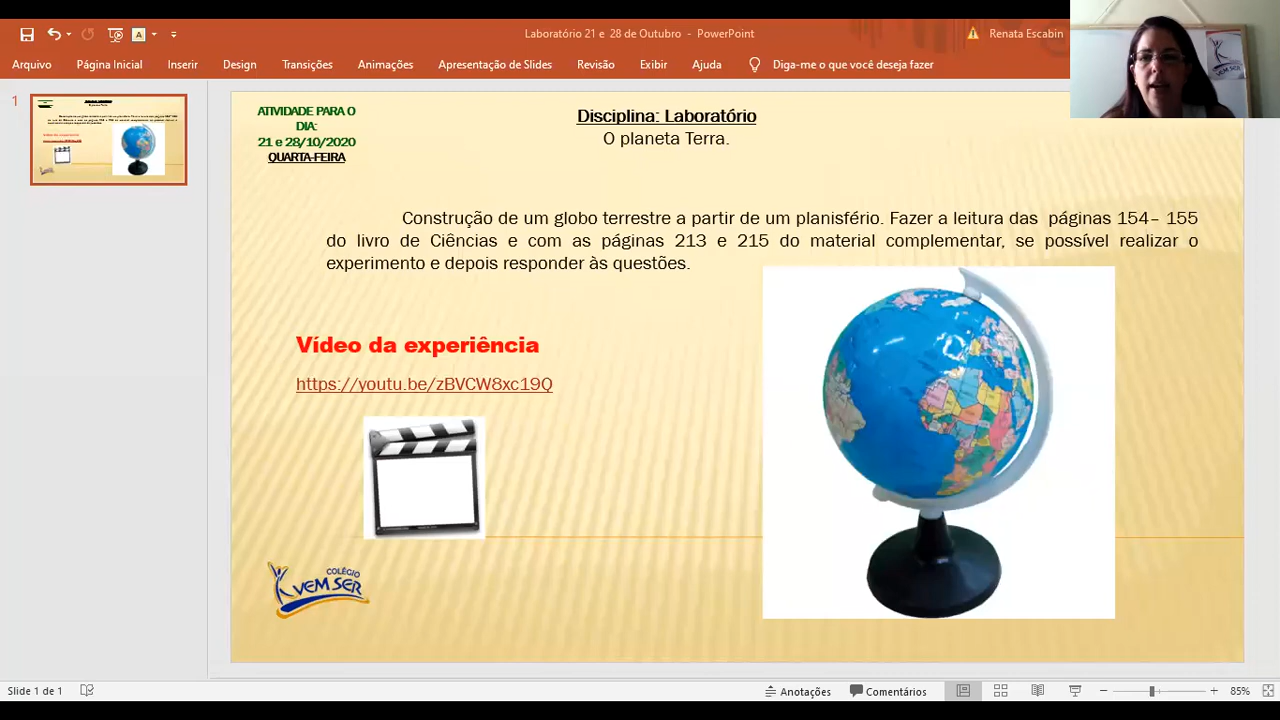 Laboratório 21 e 28 de Outubro - PowerPoint
Renata Escabin
Arquivo
Página Inicial
Inserir
Design
Transições
Animações
Apresentação de Slides
Revisão
Exibir
Ajuda
Diga-me o que você deseja fazer
1
ATIVIDADE PARA O
DIA:
21 e 28/10/2020
QUARTA-FEIRA
Disciplina: Laboratório
O planeta Terra.
Construção de um globo terrestre a partir de um planisfério. Fazer a leitura das páginas 154– 155
do livro de Ciências e com as páginas 213 e 215 do material complementar, se possível realizar o
experimento e depois responder às questões.
Vídeo da experiência
https://youtu.be/zBVCW8xc19Q
COLÉGIO
VEM SER
Slide 1 de 1
Anotações
Comentários
85%